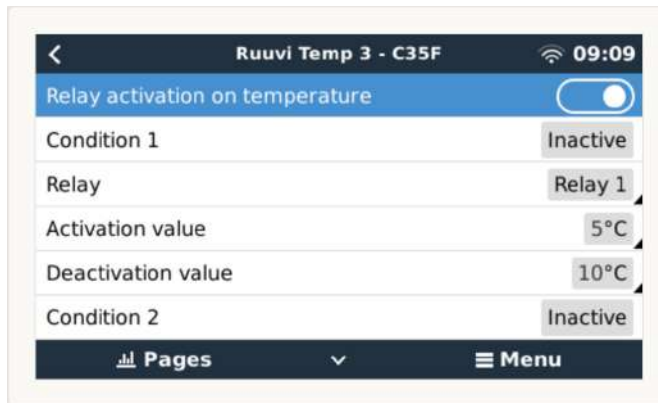 Ruuvi Temp 3 - C35F 09:09
Relay activation on temperature
Condition 1 Inactive
Relay Relay 1
Activation value 5°C
Deactivation value 10°C
Condition 2 Inactive
Pages Menu